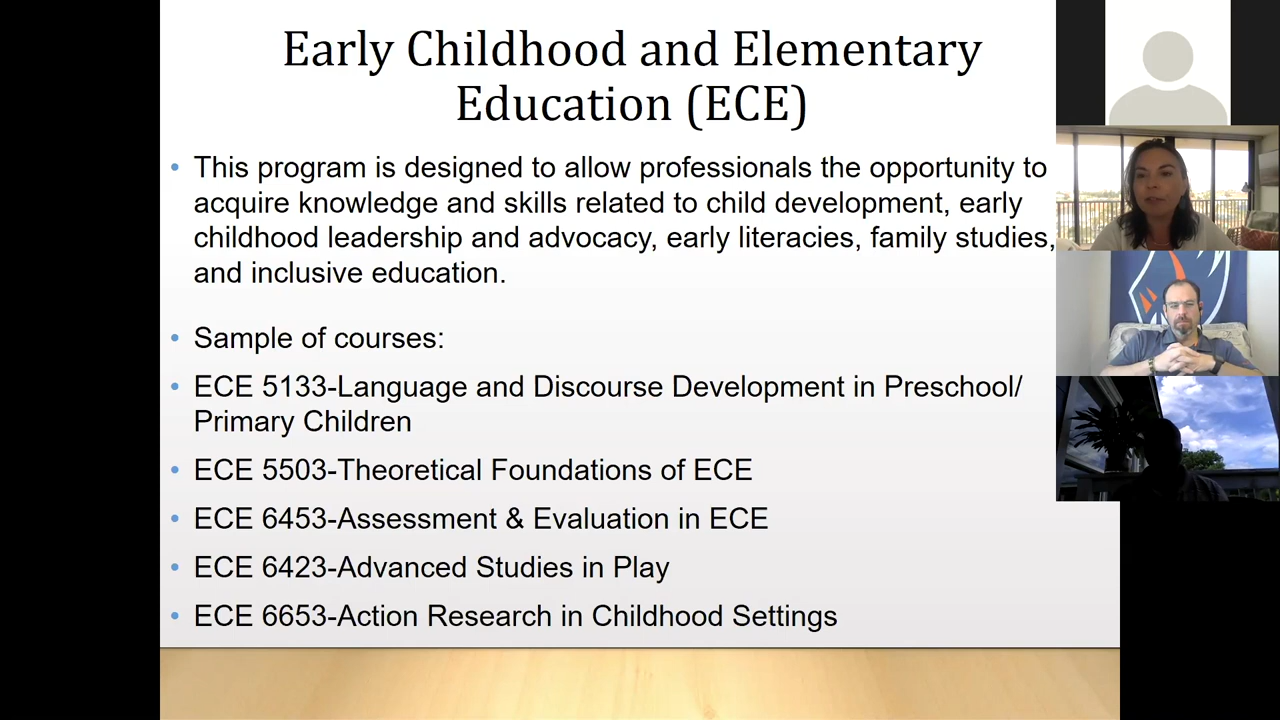 Early Childhood and Elementary
Education (ECE)
• This program is designed to allow professionals the opportunity to
acquire knowledge and skills related to child development, early
childhood leadership and advocacy, early literacies, family studies,
and inclusive education.
• Sample of courses:
• ECE 5133-Language and Discourse Development in Preschool/
Primary Children
• ECE 5503-Theoretical Foundations of ECE
• ECE 6453-Assessment & Evaluation in ECE
• ECE 6423-Advanced Studies in Play
• ECE 6653-Action Research in Childhood Settings